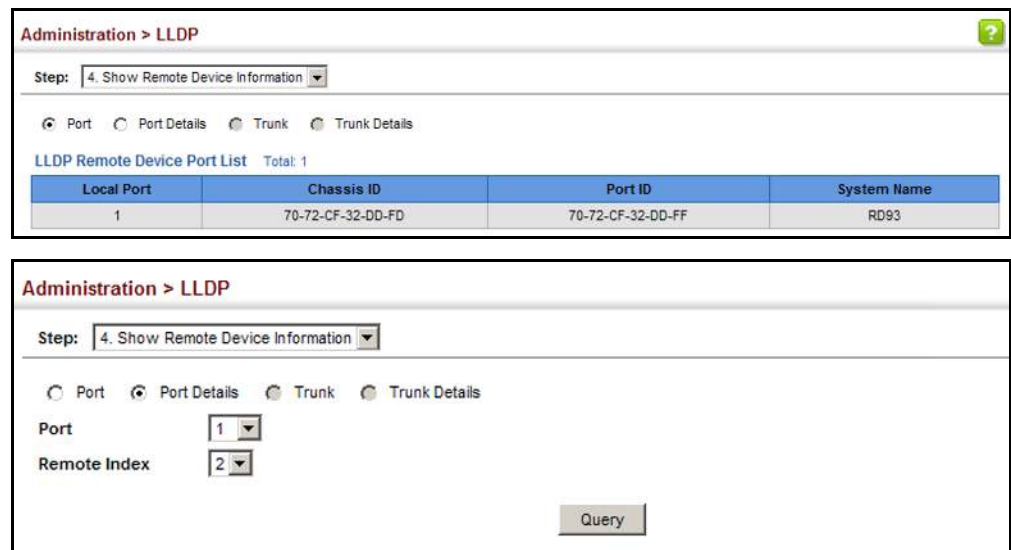 Administration > LLDP
?
Step: 4. Show Remote Device Information
Port Port Details Trunk Trunk Details
LLDP Remote Device Port List Total: 1
Local Port Chassis ID Port ID System Name
1 70-72-CF-32-DD-FD 70-72-CF-32-DD-FF RD93
Administration > LLDP
Step: 4. Show Remote Device Information
Port Port Details Trunk Trunk Details
Port 1
Remote Index 2
Query